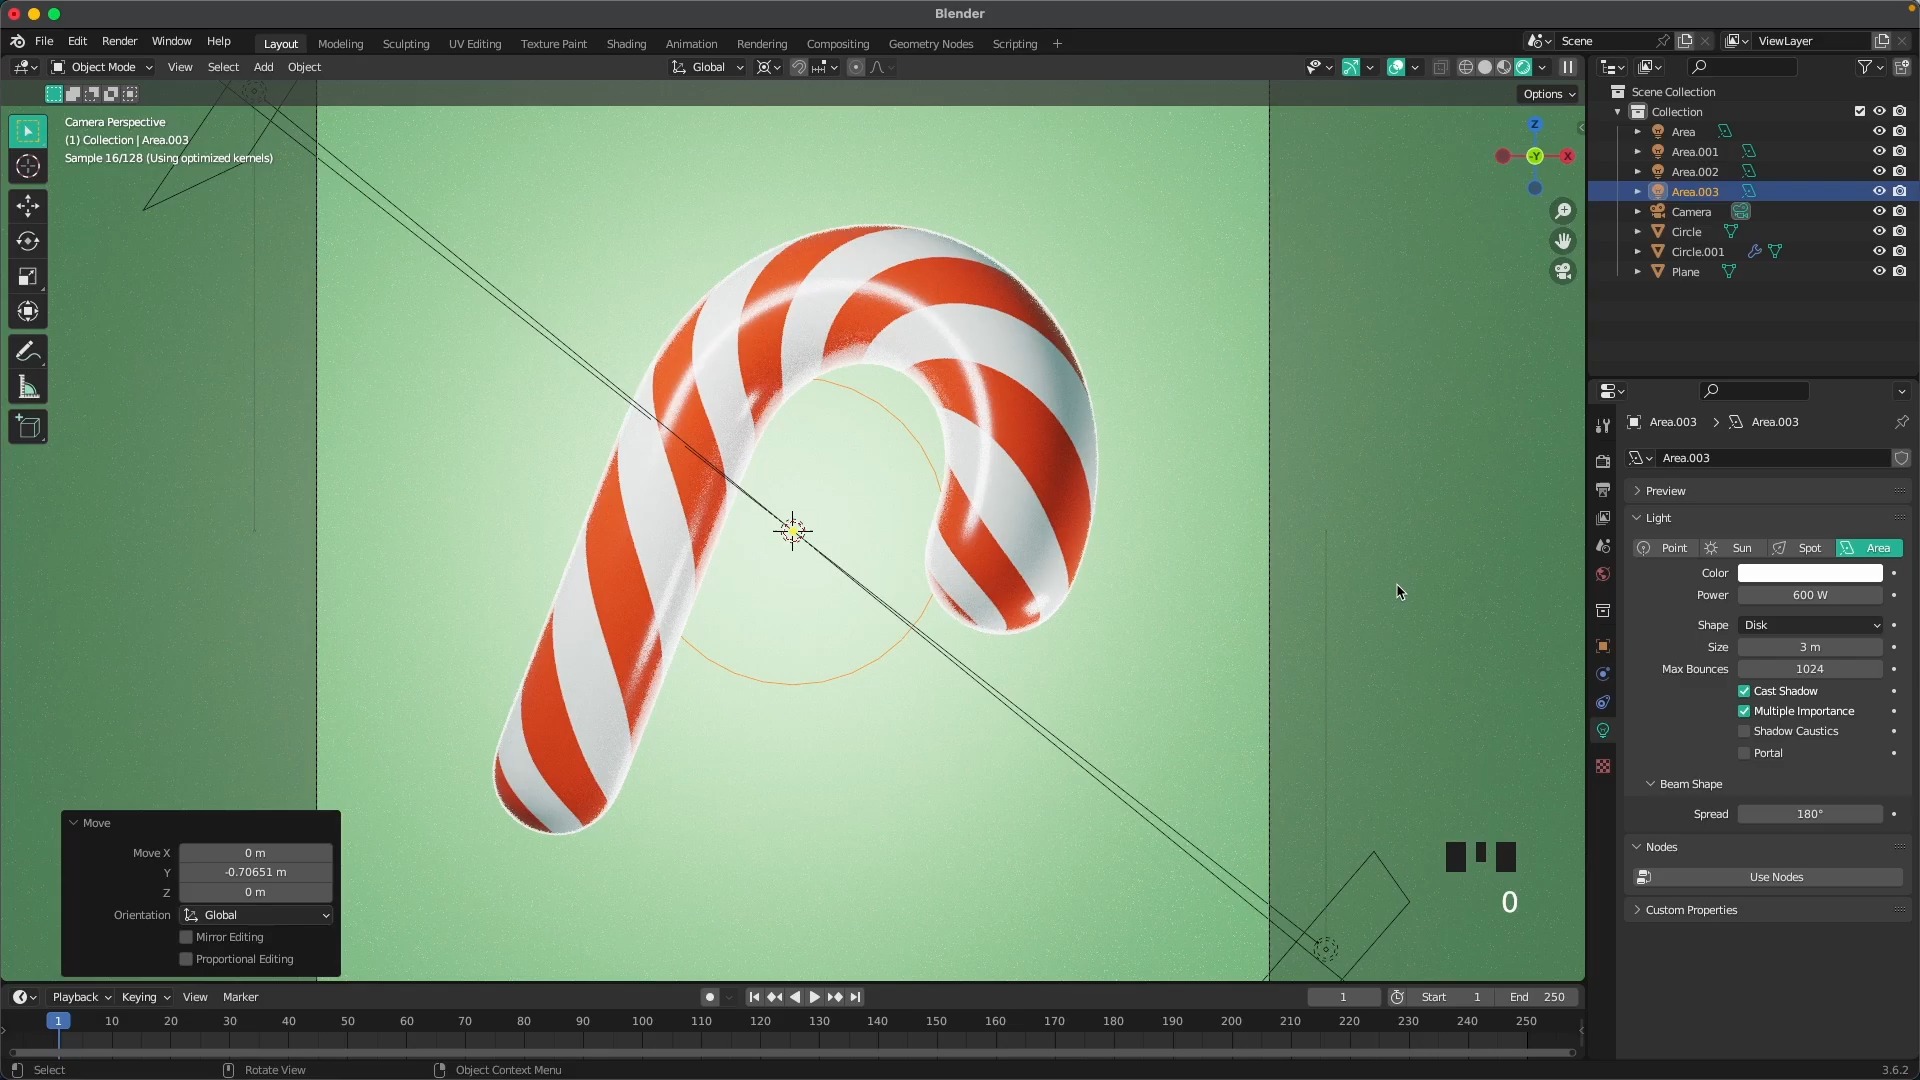 Blender
File Edit Render Window Help Layout Modeling Sculpting UV Editing Texture Paint Shading Animation Rendering Compositing Geometry Nodes Scripting + Scene ViewLayer
Object Mode View Select Add Object Global
Options
Camera Perspective
(1) Collection | Area.003
Sample 16/128 (Using optimized kernels)
Z
-Y
X
Scene Collection
Collection
Area
Area.001
Area.002
Area.003
Camera
Circle
Circle.001
Plane
Area.003 > Area.003
Area.003
Preview
Light
Point Sun Spot Area
Color
Power 600 W
Shape Disk
Size 3 m
Max Bounces 1024
Cast Shadow
Multiple Importance
Shadow Caustics
Portal
Beam Shape
Spread 180°
Nodes
Use Nodes
Custom Properties
Move
Move X 0 m
Y -0.70651 m
Z 0 m
Orientation Global
Mirror Editing
Proportional Editing
0
Playback Keying View Marker 1 Start 1 End 250
1 10 20 30 40 50 60 70 80 90 100 110 120 130 140 150 160 170 180 190 200 210 220 230 240 250
Select Rotate View Object Context Menu 3.6.2